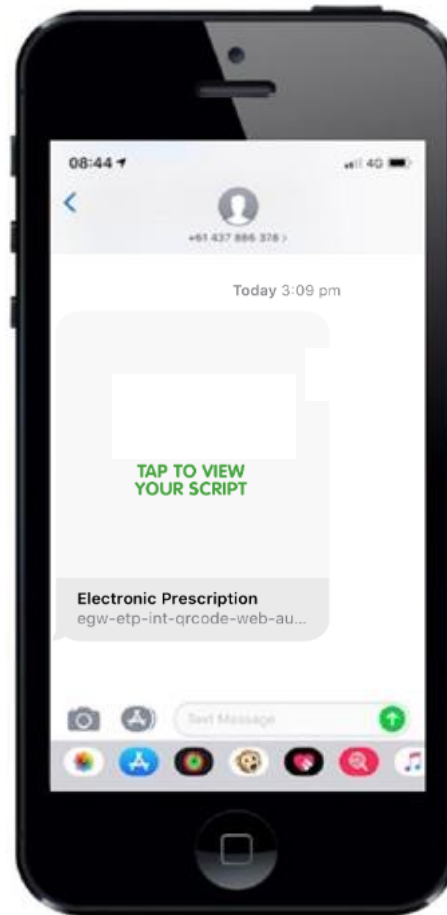 08:44
4G
+61 437 886 378 >
Today 3:09 pm
TAP TO VIEW
YOUR SCRIPT
Electronic Prescription
egw-etp-int-qrcode-web-au...
Text Message